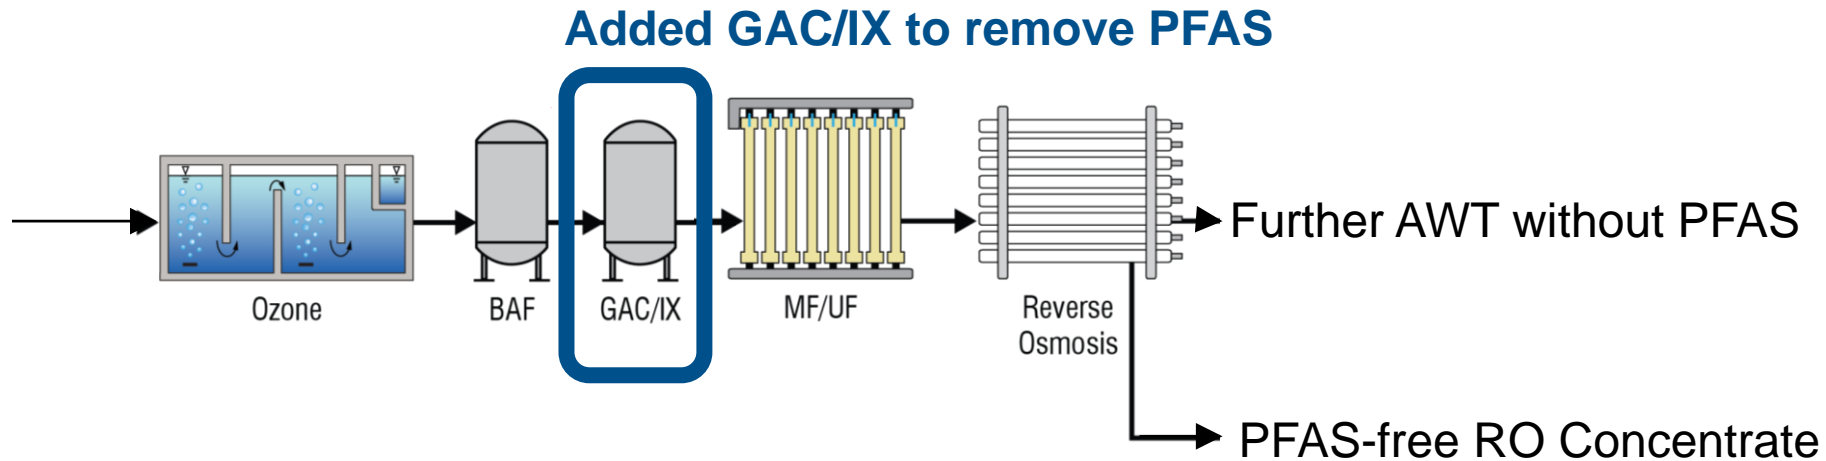 Added GAC/IX to remove PFAS
Ozone
BAF
GAC/IX
MF/UF
Reverse
Osmosis
Further AWT without PFAS
PFAS-free RO Concentrate